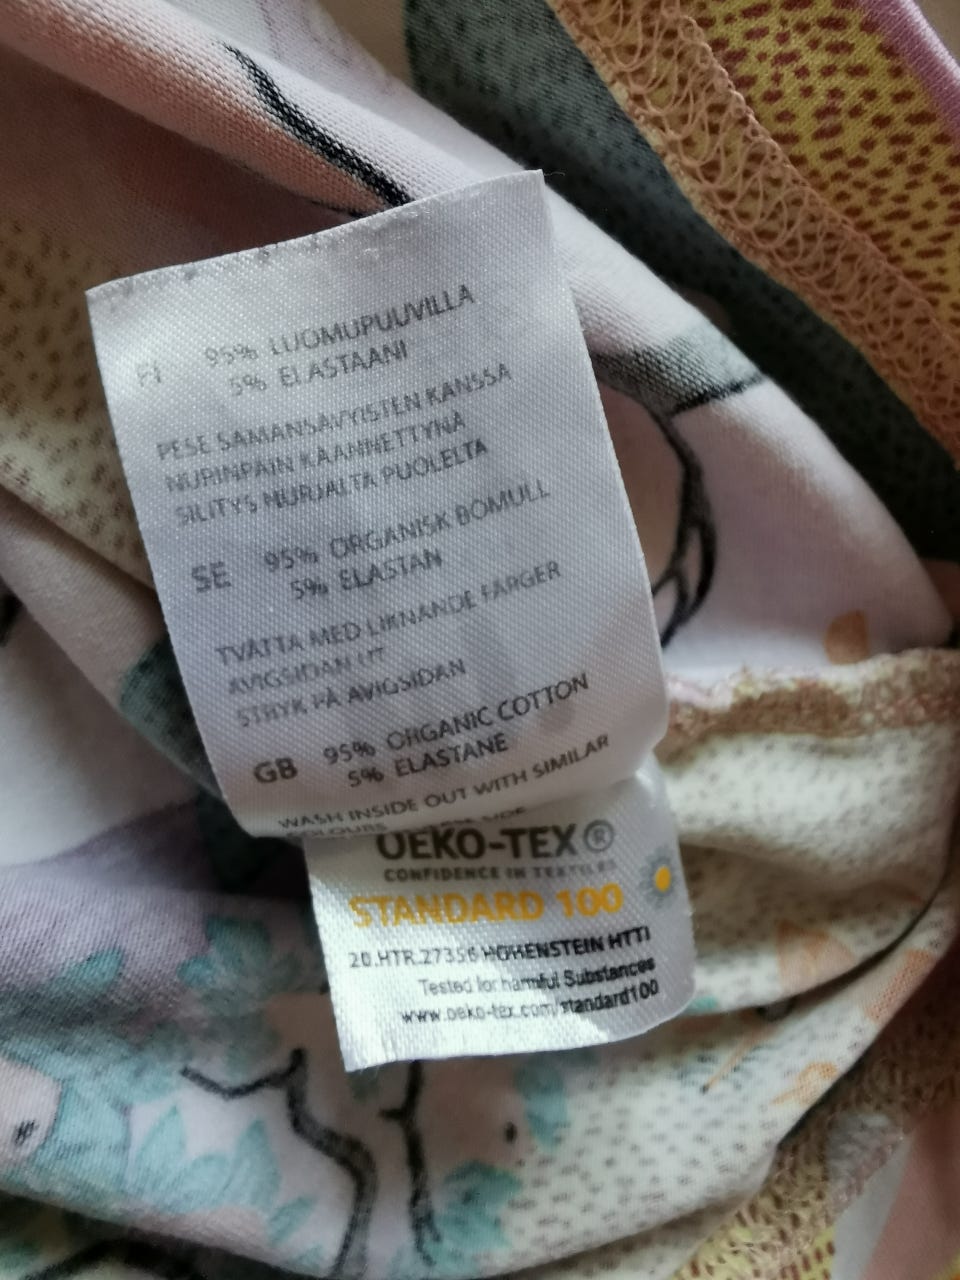 FI 95% LUOMUPUUVILLA
5% ELASTAANI
PESE SAMANSÄVYISTEN KANSSA
NURINPÄIN KÄÄNNETTYNÄ
SILITYS NURJALTA PUOLELTA
SE 95% ORGANISK BOMULL
5% ELASTAN
TVÄTTA MED LIKNANDE FÄRGER
AVIGSIDAN UT
STRYK PÅ AVIGSIDAN
GB 95% ORGANIC COTTON
5% ELASTANE
WASH INSIDE OUT WITH SIMILAR
COLOURS SIDE
OEKO-TEX®
CONFIDENCE IN TEXTILES
STANDARD 100
20.HTR.27356 HOHENSTEIN HTTI
Tested for harmful Substances
www.oeko-tex.com/standard100